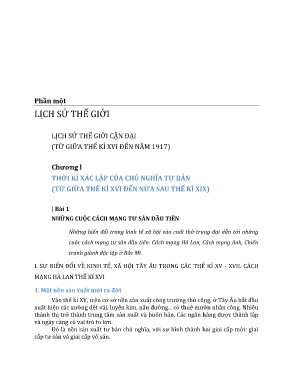 Phần một
LỊCH SỬ THẾ GIỚI
LỊCH SỬ THẾ GIỚI CẬN ĐẠI
(TỪ GIỮA THẾ KỈ XVI ĐẾN NĂM 1917)
Chương I
THỜI KÌ XÁC LẬP CỦA CHỦ NGHĨA TƯ BẢN
(TỪ GIỮA THẾ KỈ XVI ĐẾN NỬA SAU THẾ KỈ XIX)
| Bài 1
NHỮNG CUỘC CÁCH MẠNG TƯ SẢN ĐẦU TIÊN
Những biến đổi trong kinh tế xã hội vào cuối thời trung đại dẫn tới những
cuộc cách mạng tư sản đầu tiên: Cách mạng Hà Lan, Cách mạng Anh, Chiến
tranh giành độc lập ở Bắc Mĩ.
I. SỰ BIẾN ĐỔI VỀ KINH TẾ, XÃ HỘI TÂY ÂU TRONG CÁC THẾ KỈ XV - XVII. CÁCH
MẠNG HÀ LAN THẾ KỈ XVI
1. Một nền sản xuất mới ra đời
Vào thế kỉ XV, trên cơ sở nền sản xuất công trường thủ công, ở Tây Âu bắt đầu
xuất hiện các xưởng dệt vải, luyện kim, nấu đường... có thuê mướn nhân công. Nhiều
thành thị trở thành trung tâm sản xuất và buôn bán. Các ngân hàng được thành lập
và ngày càng có vai trò to lớn.
Đó là nền sản xuất tư bản chủ nghĩa, với sự hình thành hai giai cấp mới: giai
cấp tư sản và giai cấp vô sản.